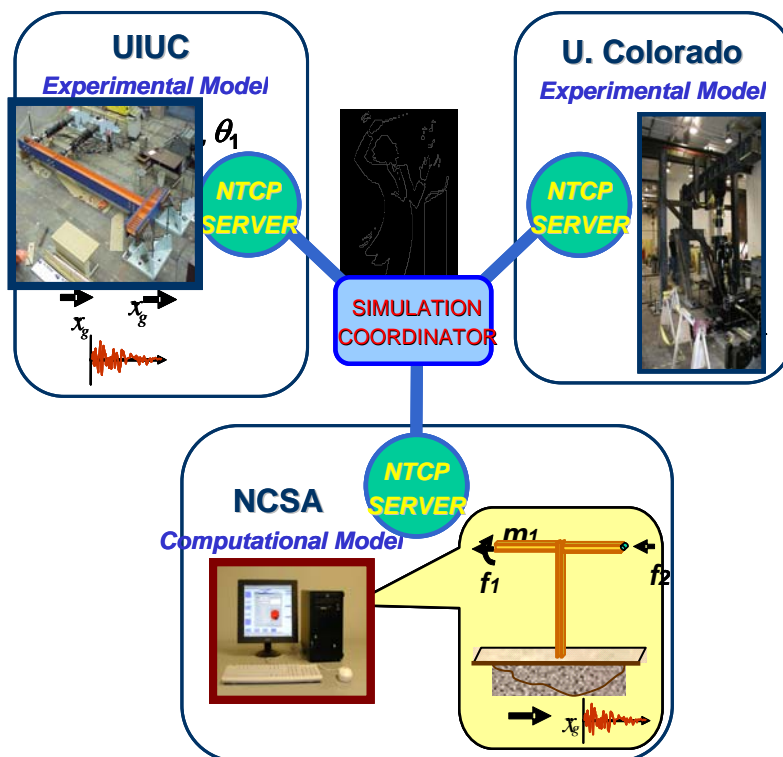 UIUC
Experimental Model
, θ1
NTCP
SERVER
xg
xg
U. Colorado
Experimental Model
NTCP
SERVER
SIMULATION
COORDINATOR
NTCP
SERVER
NCSA
Computational Model
m1
f1
f2
xg